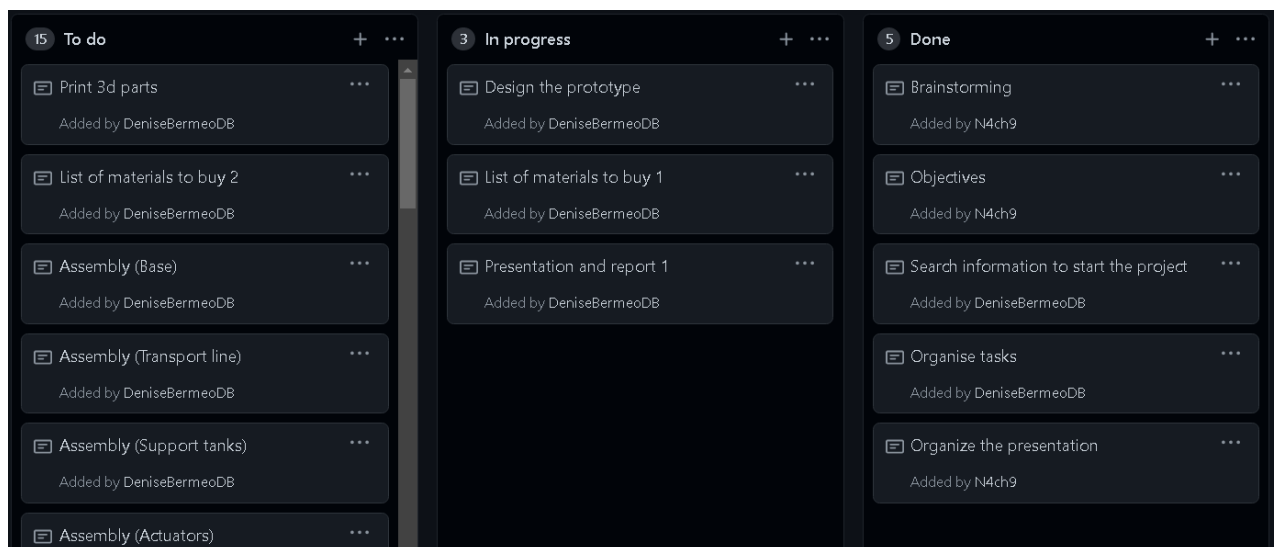 15 To do
Print 3d parts
Added by DeniseBermeoDB
List of materials to buy 2
Added by DeniseBermeoDB
Assembly (Base)
Added by DeniseBermeoDB
Assembly (Transport line)
Added by DeniseBermeoDB
Assembly (Support tanks)
Added by DeniseBermeoDB
Assembly (Actuators)
3 In progress
Design the prototype
Added by DeniseBermeoDB
List of materials to buy 1
Added by DeniseBermeoDB
Presentation and report 1
Added by DeniseBermeoDB
5 Done
Brainstorming
Added by N4ch9
Objectives
Added by N4ch9
Search information to start the project
Added by DeniseBermeoDB
Organise tasks
Added by DeniseBermeoDB
Organize the presentation
Added by N4ch9